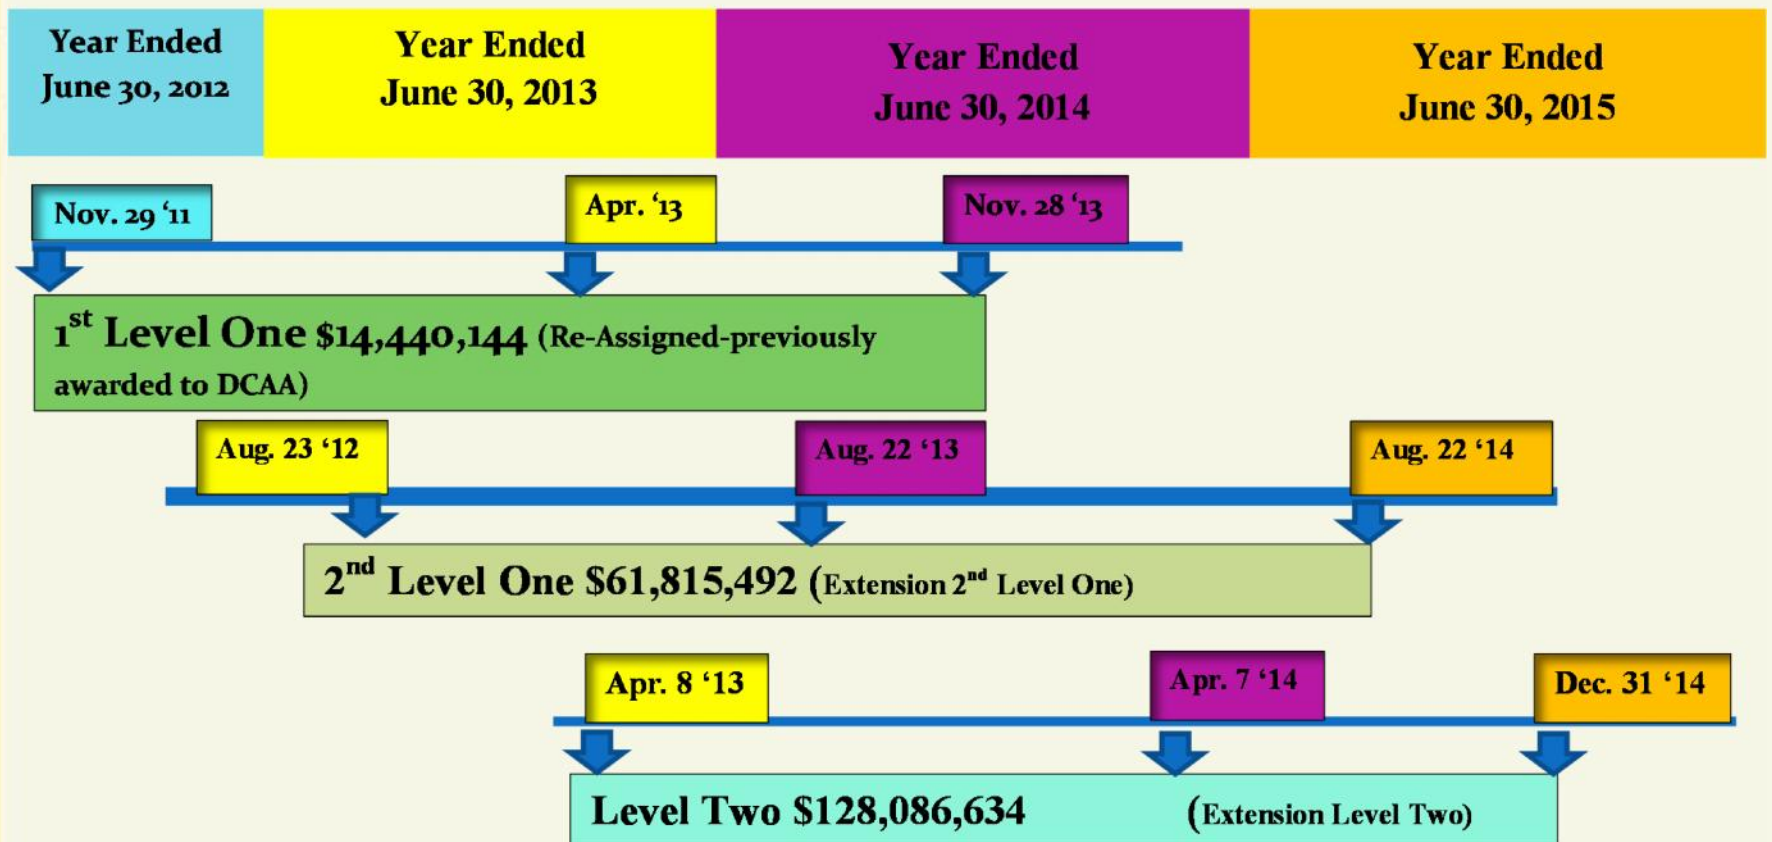 Year Ended
June 30, 2012
Year Ended
June 30, 2013
Year Ended
June 30, 2014
Year Ended
June 30, 2015
Nov. 29 ‘11
Apr. ‘13
Nov. 28 ‘13
1st Level One $14,440,144 (Re-Assigned-previously
awarded to DCAA)
Aug. 23 ‘12
Aug. 22 ‘13
Aug. 22 ‘14
2nd Level One $61,815,492 (Extension 2nd Level One)
Apr. 8 ‘13
Apr. 7 ‘14
Dec. 31 ‘14
Level Two $128,086,634 (Extension Level Two)